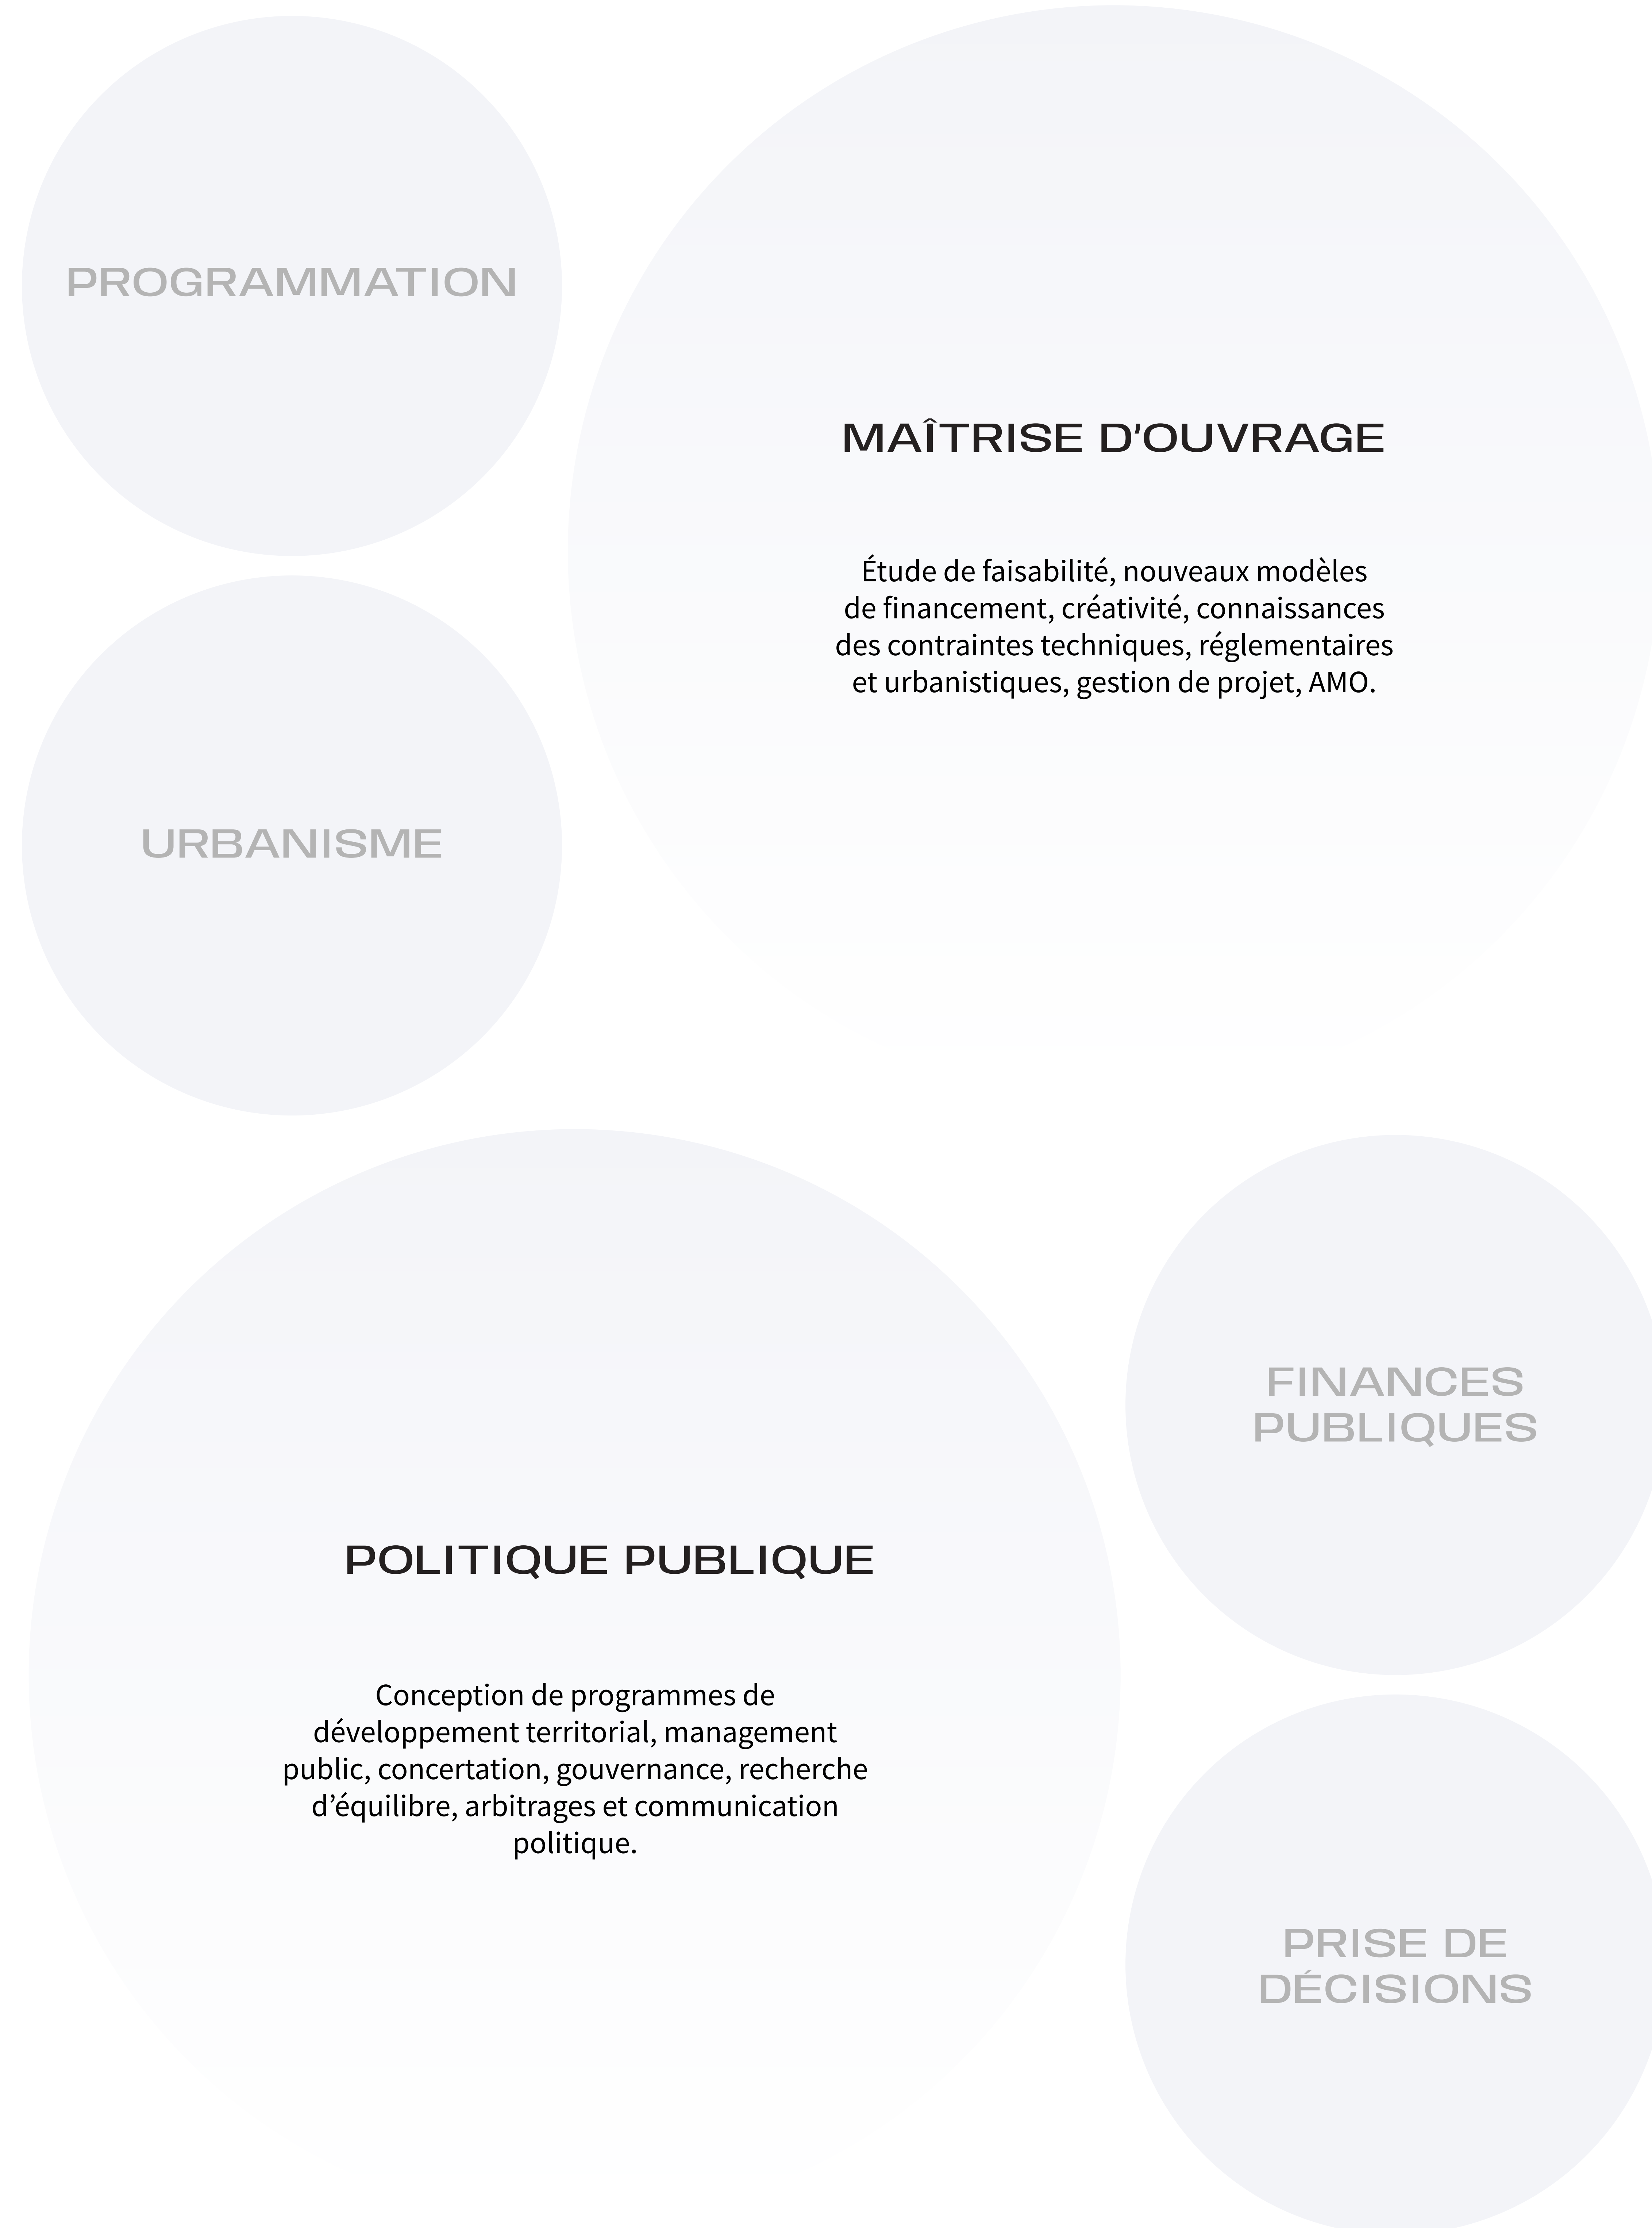 PROGRAMMATION
MAÎTRISE D’OUVRAGE
Étude de faisabilité, nouveaux modèles
de financement, créativité, connaissances
des contraintes techniques, réglementaires
et urbanistiques, gestion de projet, AMO.
URBANISME
POLITIQUE PUBLIQUE
Conception de programmes de
développement territorial, management
public, concertation, gouvernance, recherche
d’équilibre, arbitrages et communication
politique.
FINANCES
PUBLIQUES
PRISE DE
DÉCISIONS